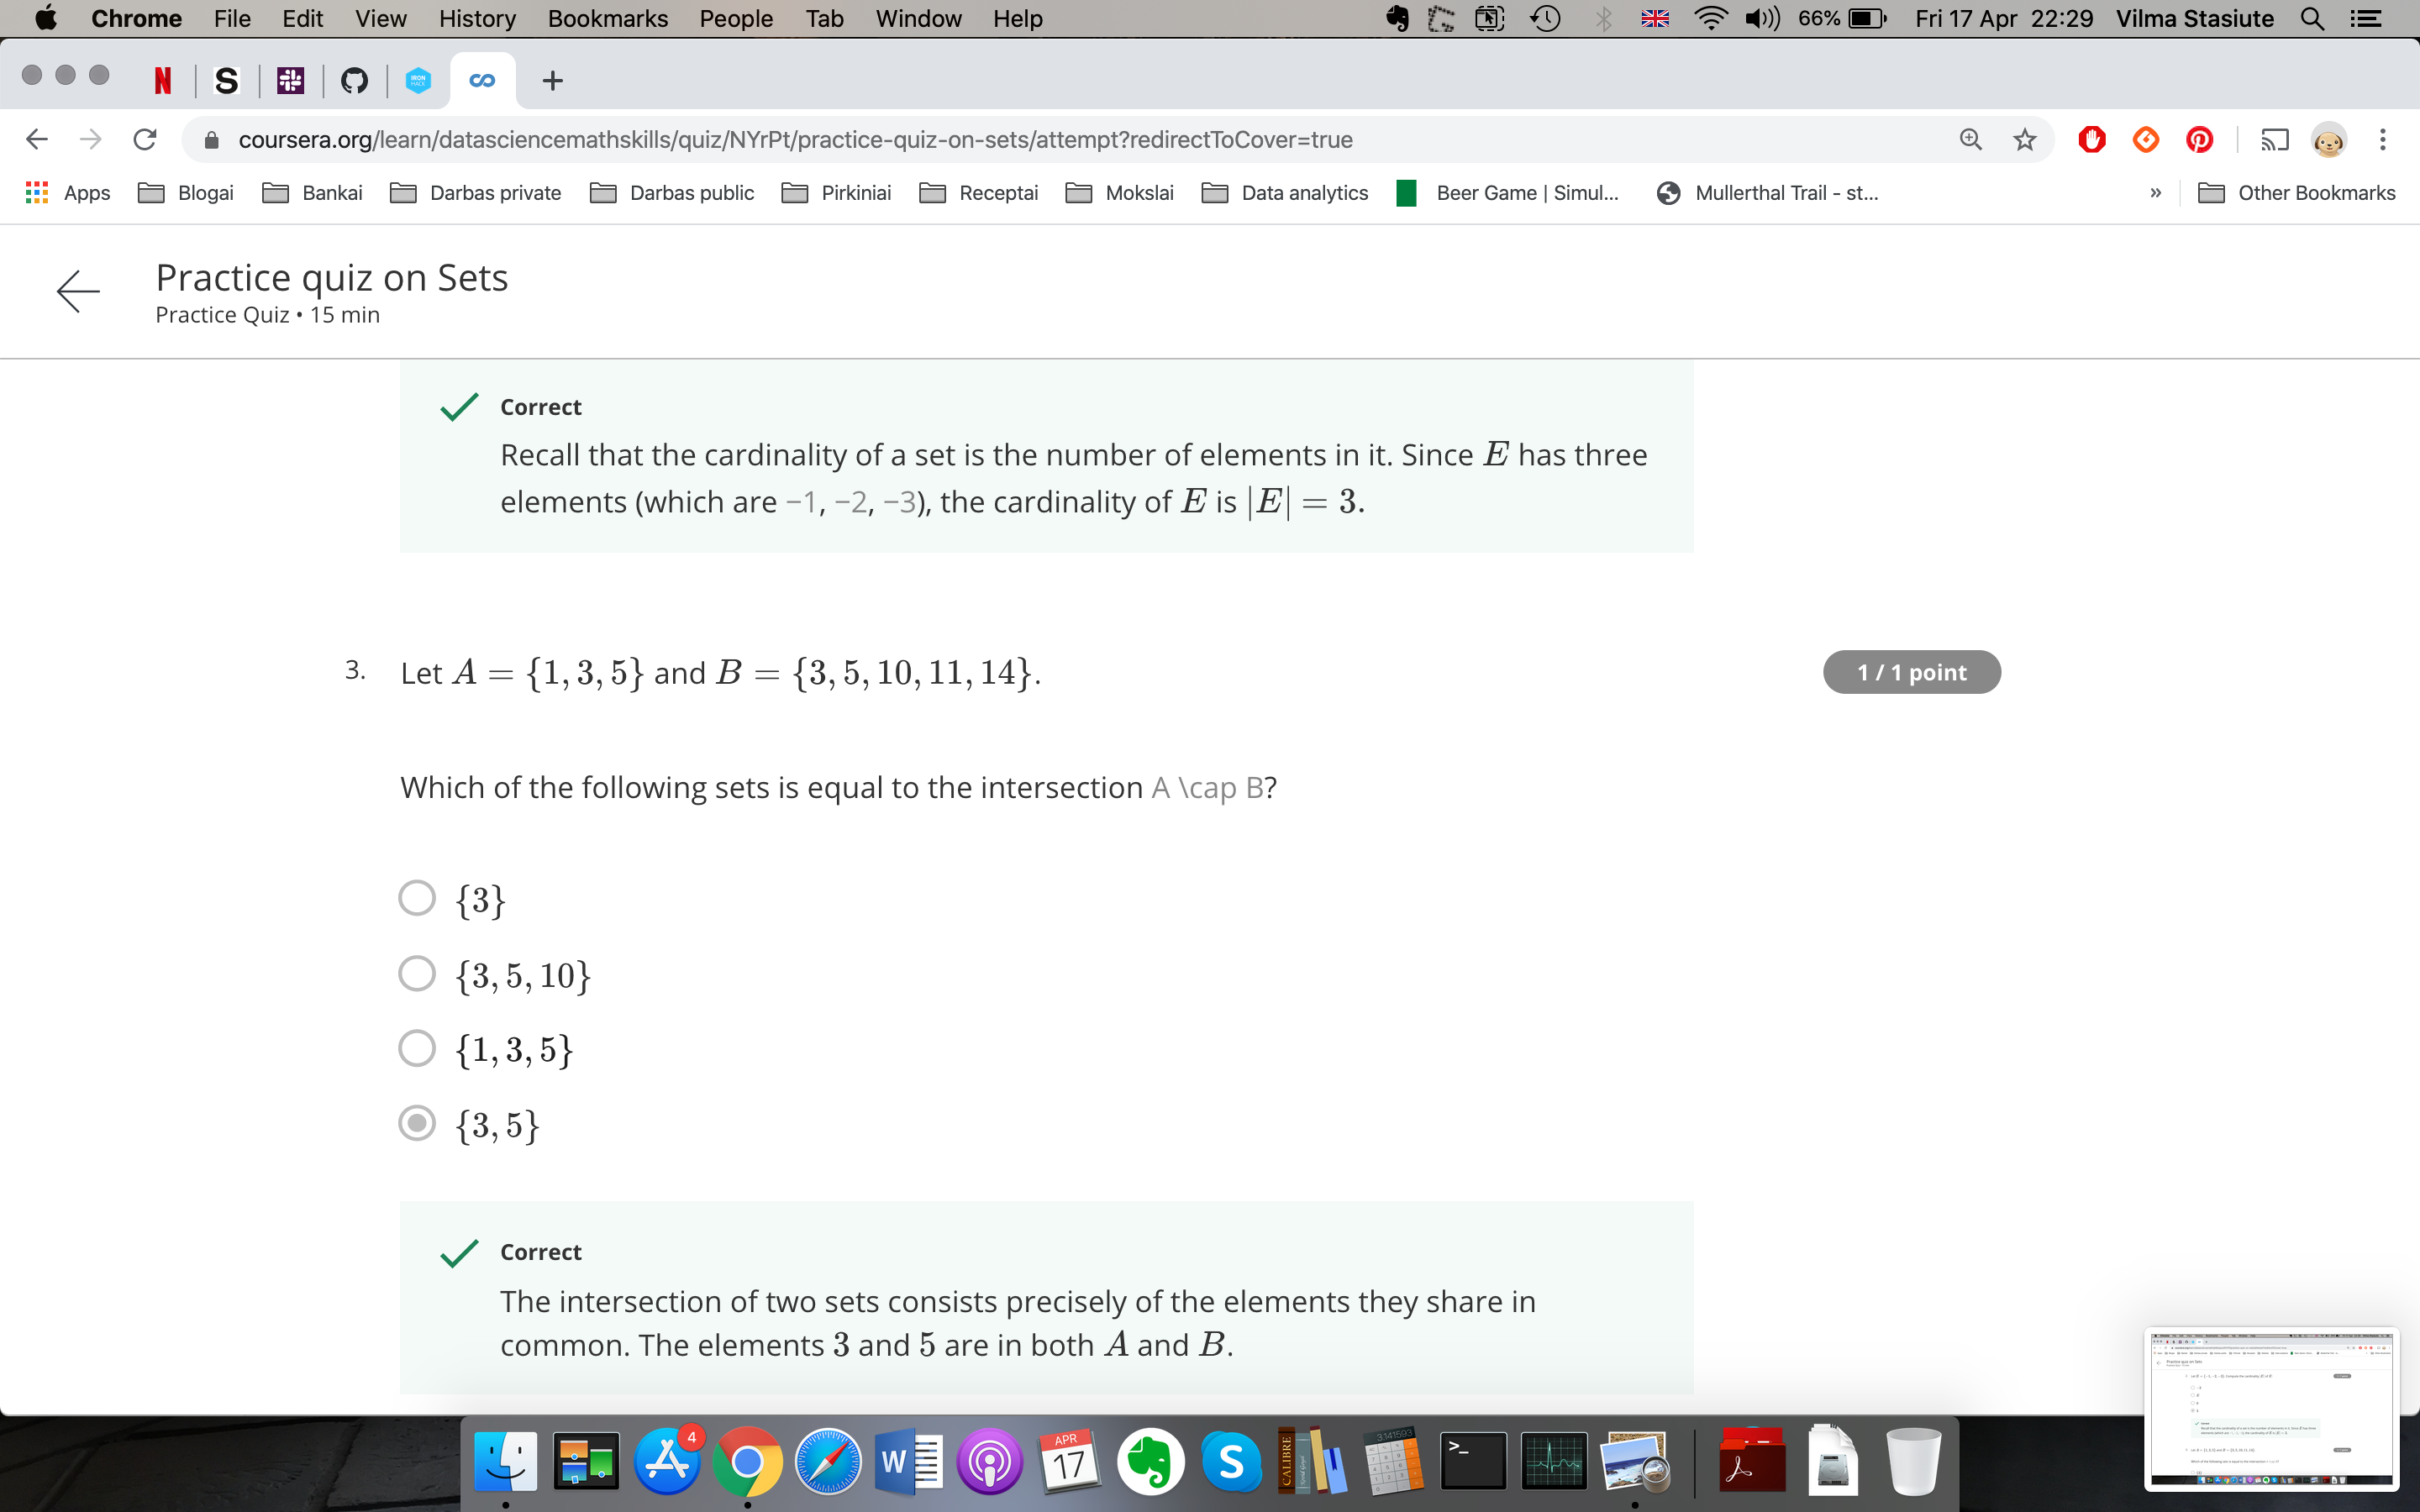 Chrome File Edit View History Bookmarks People Tab Window Help 66% Fri 17 Apr 22:29 Vilma Stasiute
N S IRON HACK
coursera.org/learn/datasciencemathskills/quiz/NYrPt/practice-quiz-on-sets/attempt?redirectToCover=true
Apps Blogai Bankai Darbas private Darbas public Pirkiniai Receptai Mokslai Data analytics Beer Game | Simul... Mullerthal Trail - st... » Other Bookmarks
Practice quiz on Sets
Practice Quiz • 15 min
Correct
Recall that the cardinality of a set is the number of elements in it. Since E has three
elements (which are −1, −2, −3), the cardinality of E is |E| = 3.
3. Let A = {1, 3, 5} and B = {3, 5, 10, 11, 14}.
1 / 1 point
Which of the following sets is equal to the intersection A \cap B?
{3}
{3, 5, 10}
{1, 3, 5}
{3, 5}
Correct
The intersection of two sets consists precisely of the elements they share in
common. The elements 3 and 5 are in both A and B.
4 W APR 17 S CALIBRE 3.141593 >_